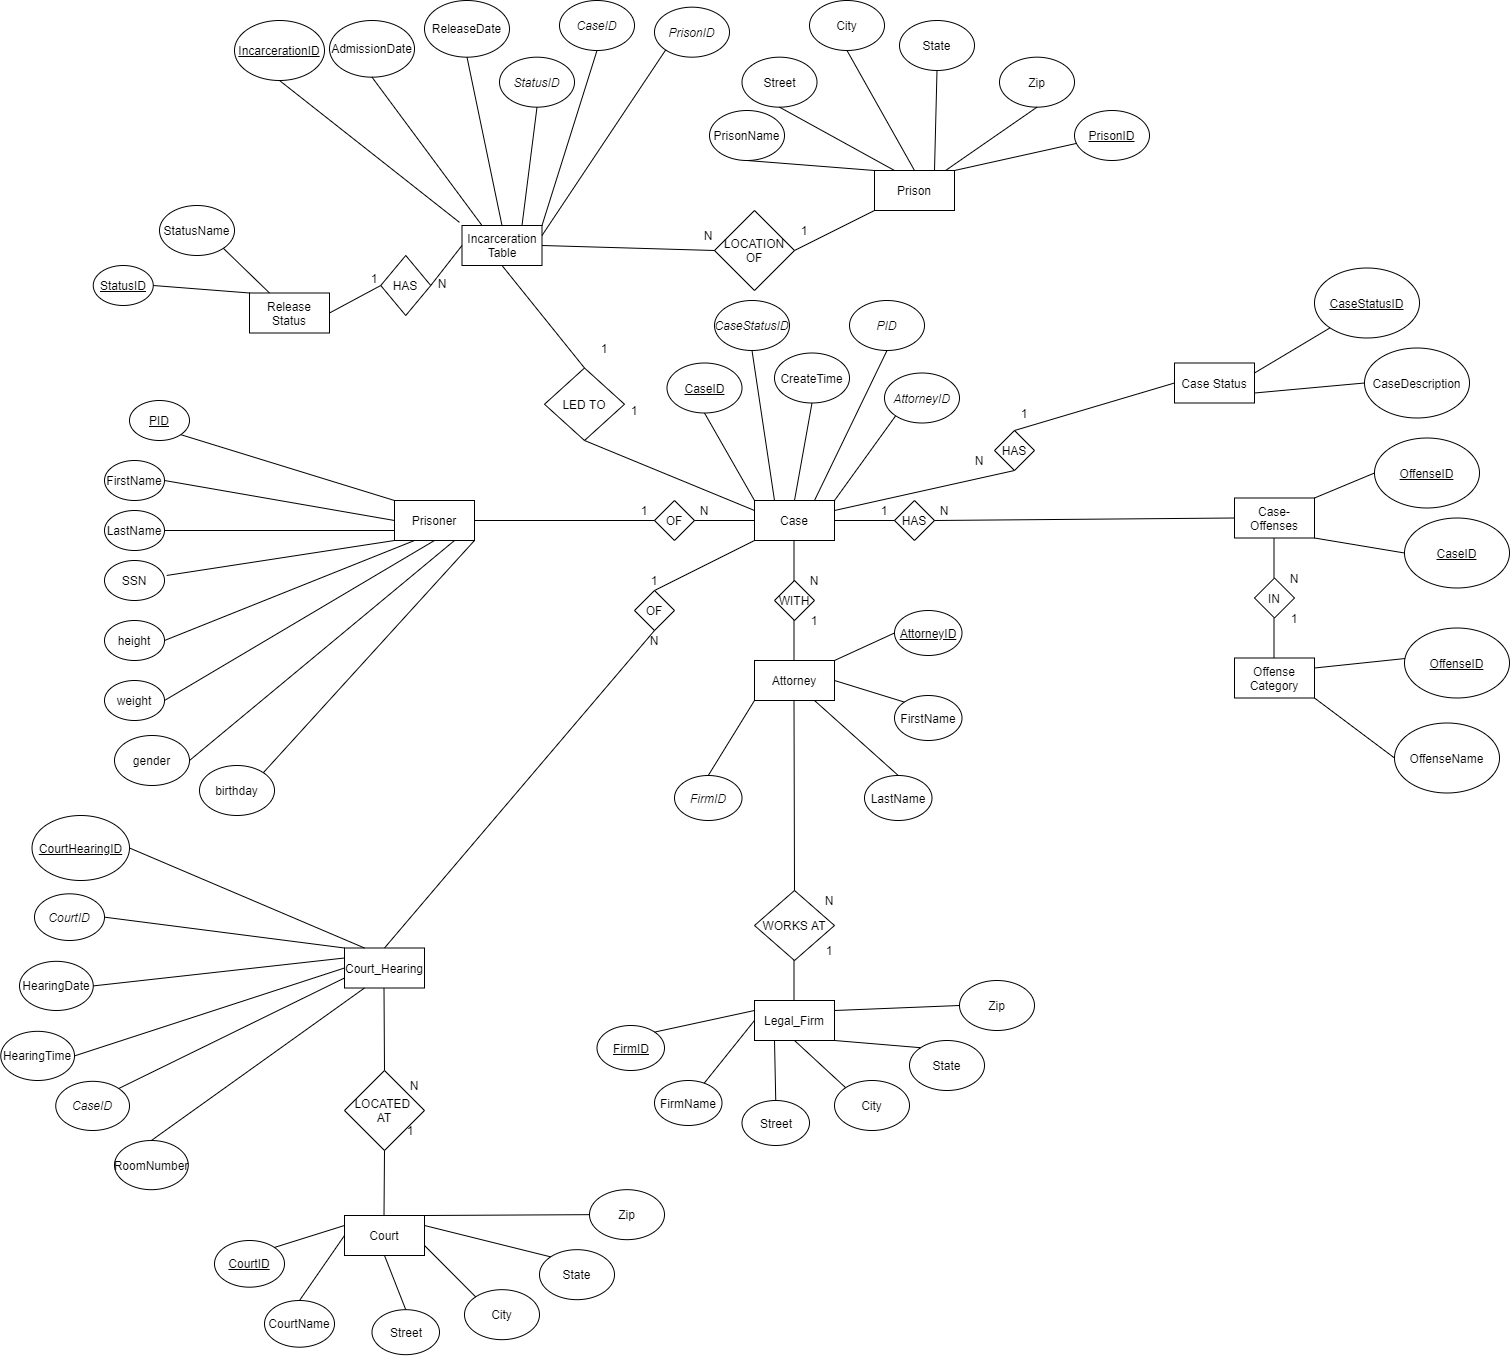 CaseID
City
ReleaseDate
PrisonID
State
IncarcerationID
AdmissionDate
StatusID
Street
Zip
PrisonName
PrisonID
Prison
StatusName
Incarceration
Table
N
1
LOCATION
OF
StatusID
1
HAS
N
Release
Status
CaseStatusID
CaseStatusID
PID
1
CreateTime
Case Status
CaseDescription
CaseID
AttorneyID
LED TO
1
1
PID
HAS
N
OffenseID
FirstName
1
OF
N
Case
1
HAS
N
Case-
Offenses
Prisoner
LastName
CaseID
SSN
1
N
N
OF
WITH
IN
1
1
N
height
AttorneyID
Attorney
Offense
Category
OffenseID
weight
FirstName
gender
OffenseName
birthday
FirmID
LastName
CourtHearingID
N
CourtID
WORKS AT
1
Court_Hearing
HearingDate
Zip
Legal_Firm
HearingTime
FirmID
State
N
CaseID
LOCATED
AT
1
FirmName
City
Street
RoomNumber
Zip
Court
CourtID
State
City
CourtName
Street